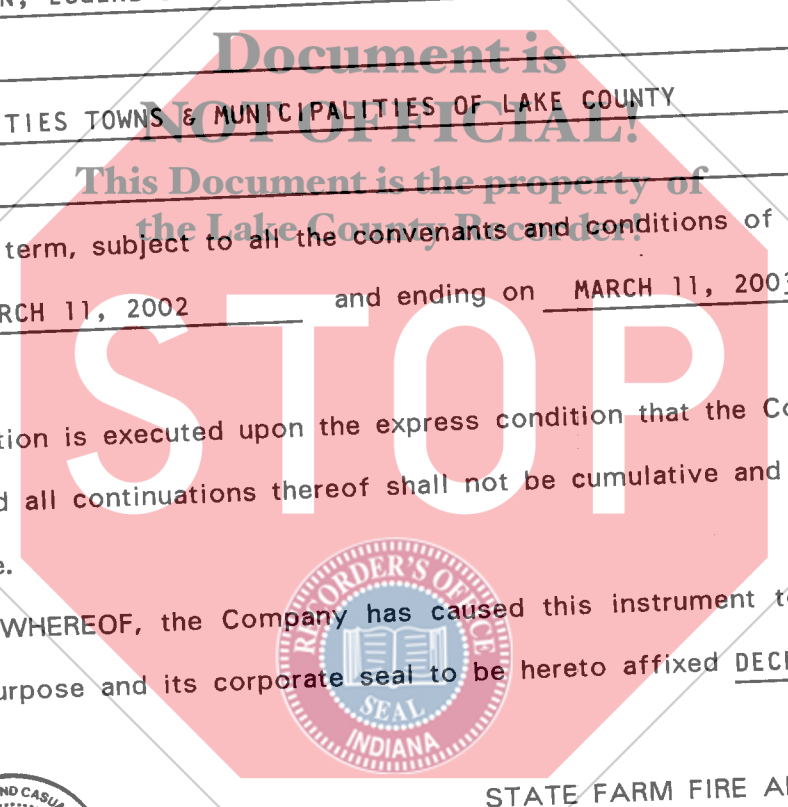 Document is
TIES TOWNS & MUNICIPALITIES OF LAKE COUNTY
NOT OFFICIAL!
This Document is the property of
the Lake County Recorder!
term, subject to all the convenants and conditions of
RCH 11, 2002 and ending on MARCH 11, 2003
STOP
tion is executed upon the express condition that the Co
d all continuations thereof shall not be cumulative and
e.
WHEREOF, the Company has caused this instrument t
urpose and its corporate seal to be hereto affixed DEC
RECORDER'S OFFICE
SEAL
INDIANA
ND CASUA
STATE FARM FIRE A